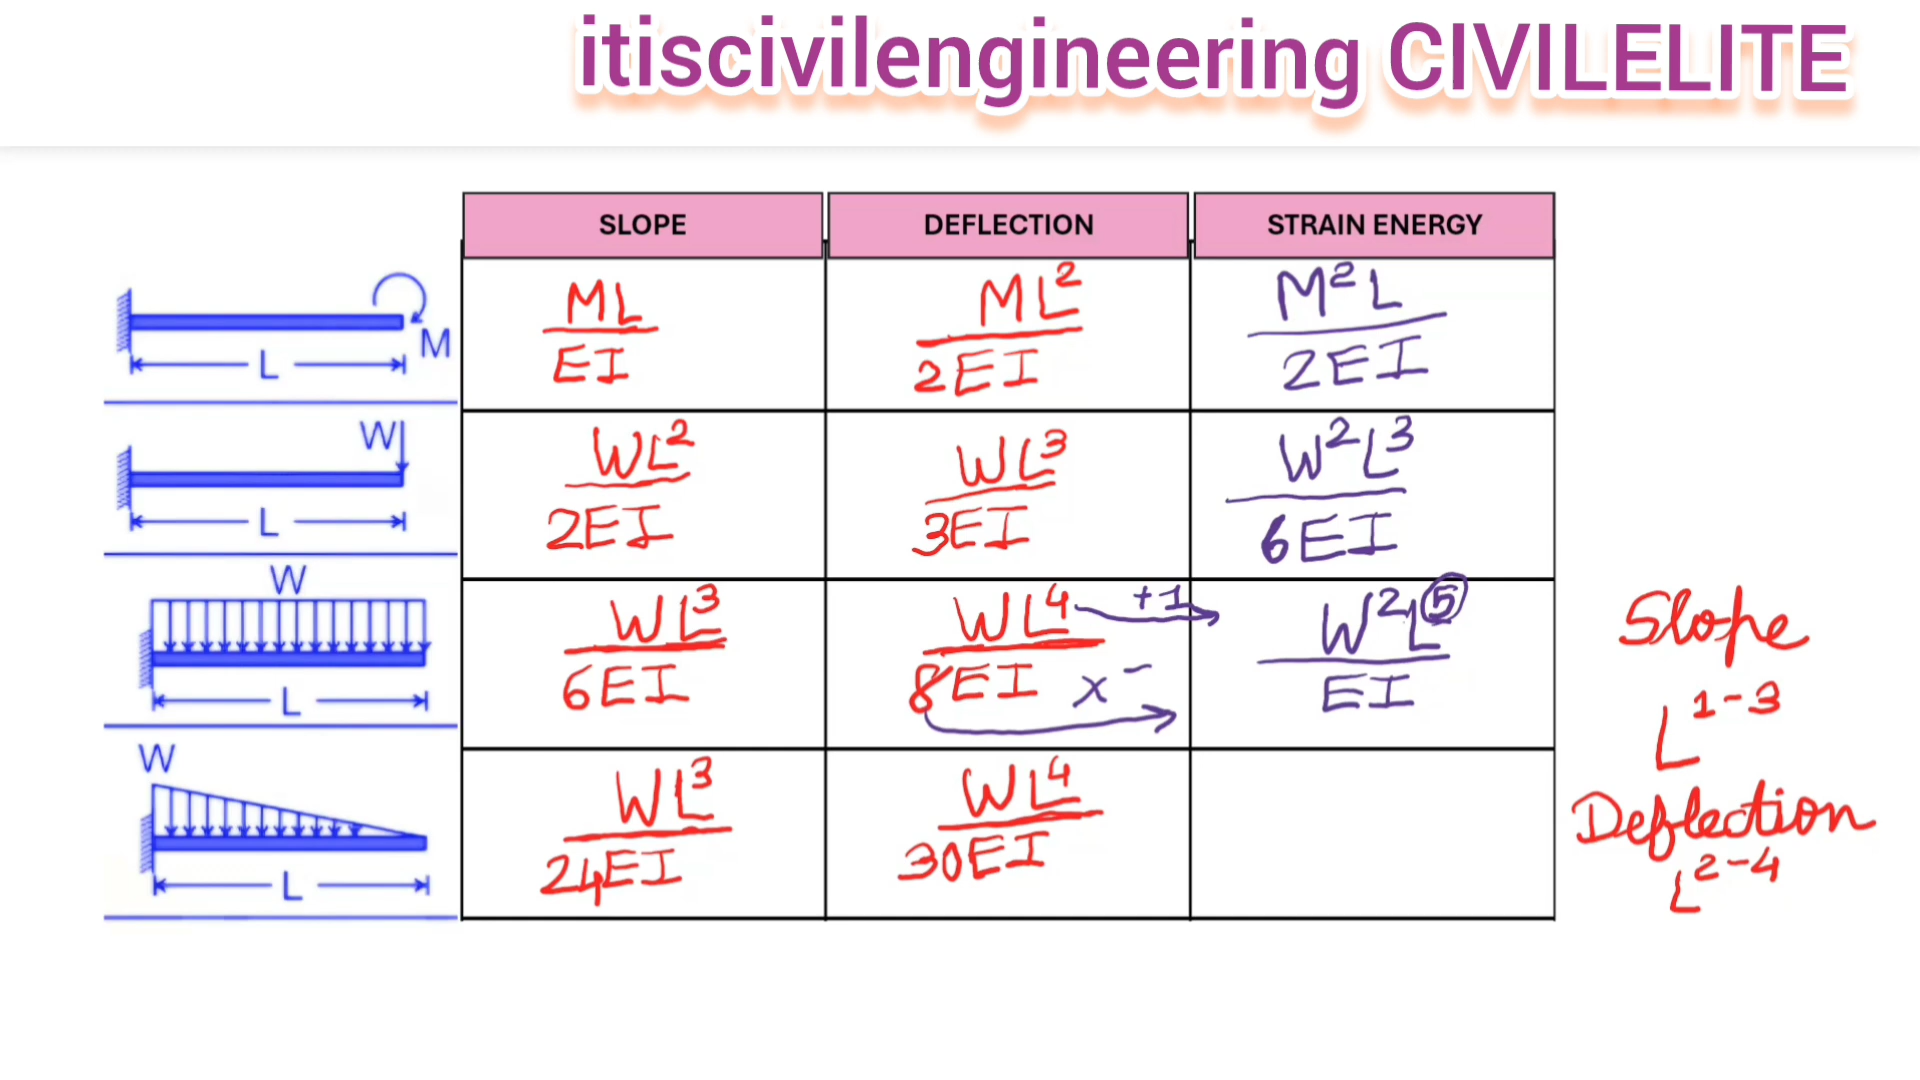 itiscivilengineering CIVILELITE
SLOPE DEFLECTION STRAIN ENERGY
M
L
ML
EI
ML²
2EI
M²L
2EI
W
L
WL²
2EI
WL³
3EI
W²L³
6EI
W
L
WL³
6EI
WL⁴ +1
8EI x -
W²L⁵
EI
W
L
WL³
24EI
WL⁴
30EI
Slope
L¹⁻³
Deflection
L²⁻⁴